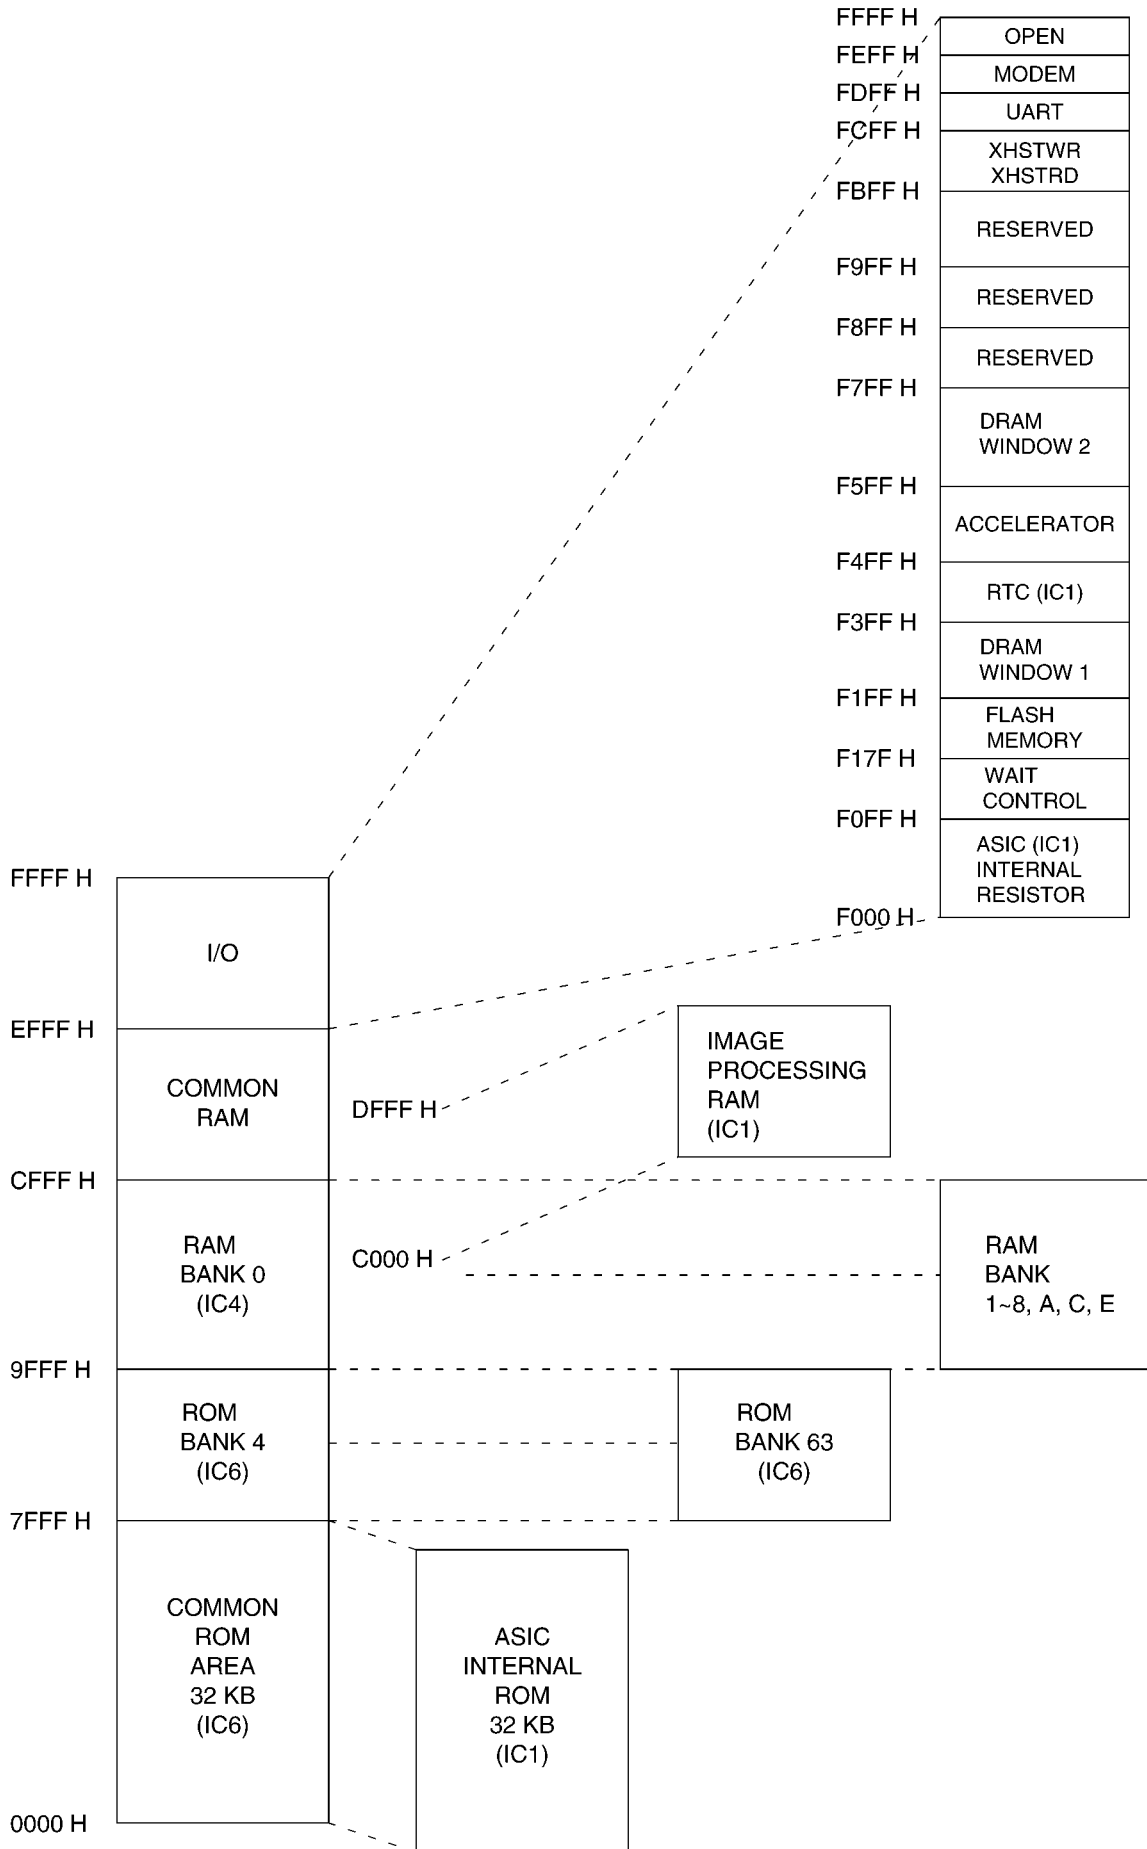 FFFF H
OPEN
FEFF H
MODEM
FDFF H
UART
FCFF H
XHSTWR
XHSTRD
FBFF H
RESERVED
F9FF H
RESERVED
F8FF H
RESERVED
F7FF H
DRAM
WINDOW 2
F5FF H
ACCELERATOR
F4FF H
RTC (IC1)
F3FF H
DRAM
WINDOW 1
F1FF H
FLASH
MEMORY
F17F H
WAIT
CONTROL
F0FF H
ASIC (IC1)
INTERNAL
RESISTOR
F000 H
FFFF H
I/O
EFFF H
COMMON
RAM
DFFF H
IMAGE
PROCESSING
RAM
(IC1)
CFFF H
RAM
BANK 0
(IC4)
C000 H
RAM
BANK
1~8, A, C, E
9FFF H
ROM
BANK 4
(IC6)
ROM
BANK 63
(IC6)
7FFF H
COMMON
ROM
AREA
32 KB
(IC6)
ASIC
INTERNAL
ROM
32 KB
(IC1)
0000 H